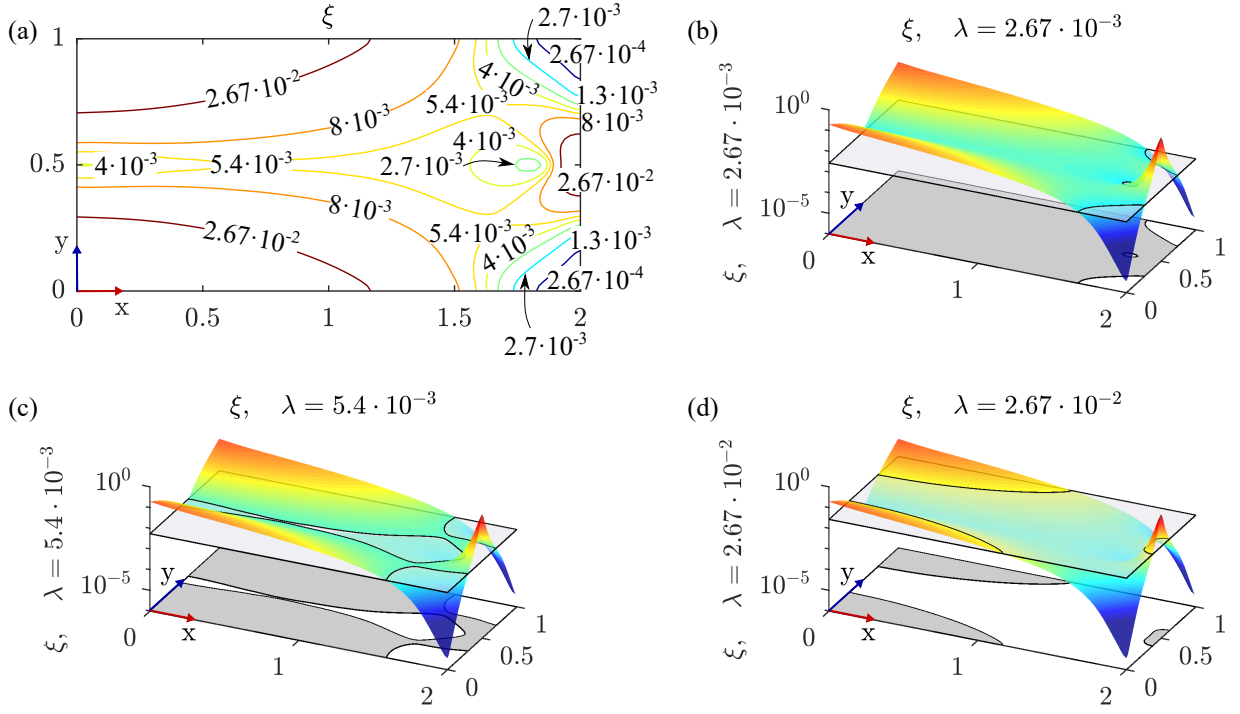 (a)
ξ
2.7·10⁻³
2.67·10⁻⁴
1
2.67·10⁻²
4·10⁻³
1.3·10⁻³
8·10⁻³
5.4·10⁻³
8·10⁻³
4·10⁻³
0.5
4·10⁻³
5.4·10⁻³
2.7·10⁻³
2.67·10⁻²
8·10⁻³
2.67·10⁻²
5.4·10⁻³
1.3·10⁻³
y
4·10⁻³
2.67·10⁻⁴
0
x
0
0.5
1
1.5
2
2.7·10⁻³
(b)
ξ, λ = 2.67 · 10⁻³
ξ, λ = 2.67 · 10⁻³
10⁰
10⁻⁵
y
x
0
1
2
0
0.5
1
(c)
ξ, λ = 5.4 · 10⁻³
ξ, λ = 5.4 · 10⁻³
10⁰
10⁻⁵
y
x
0
1
2
0
0.5
1
(d)
ξ, λ = 2.67 · 10⁻²
ξ, λ = 2.67 · 10⁻²
10⁰
10⁻⁵
y
x
0
1
2
0
0.5
1